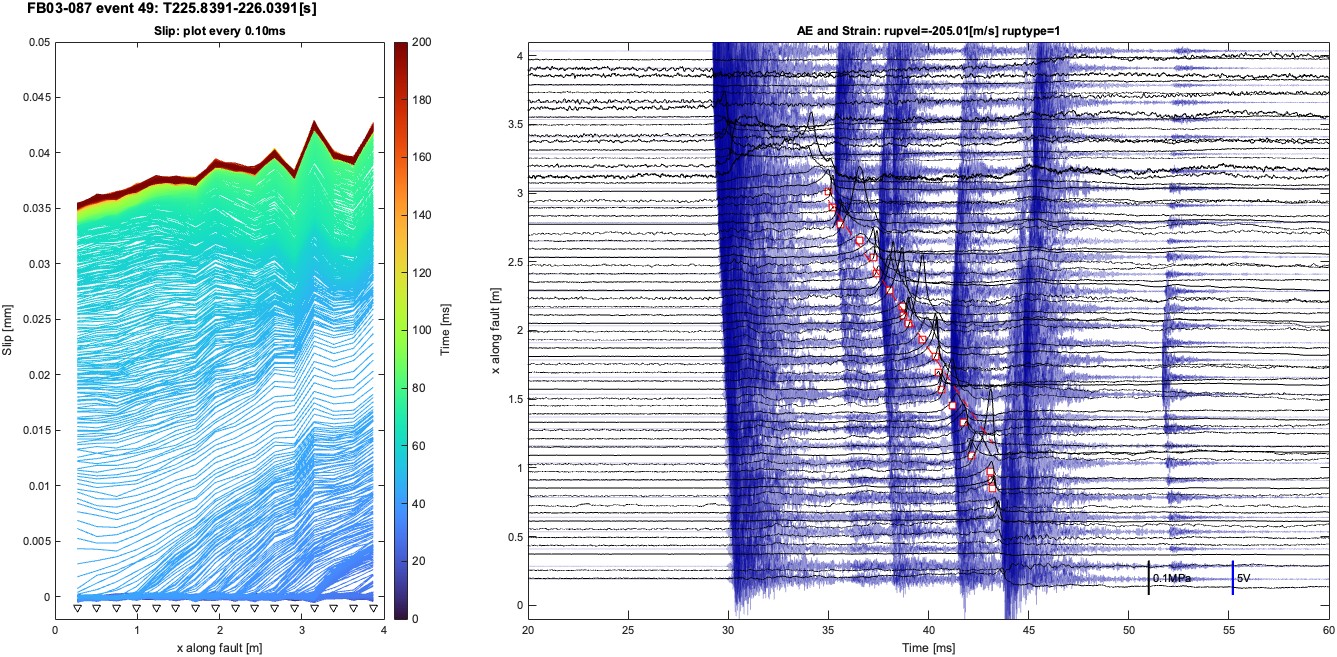 FB03-087 event 49: T225.8391-226.0391[s]
Slip: plot every 0.10ms
Slip [mm]
0.05
0.045
0.04
0.035
0.03
0.025
0.02
0.015
0.01
0.005
0
0 1 2 3 4
x along fault [m]
200
180
160
140
120
100
80
60
40
20
0
Time [ms]
AE and Strain: rupvel=-205.01[m/s] ruptype=1
x along fault [m]
4
3.5
3
2.5
2
1.5
1
0.5
0
0.1MPa
5V
20 25 30 35 40 45 50 55 60
Time [ms]